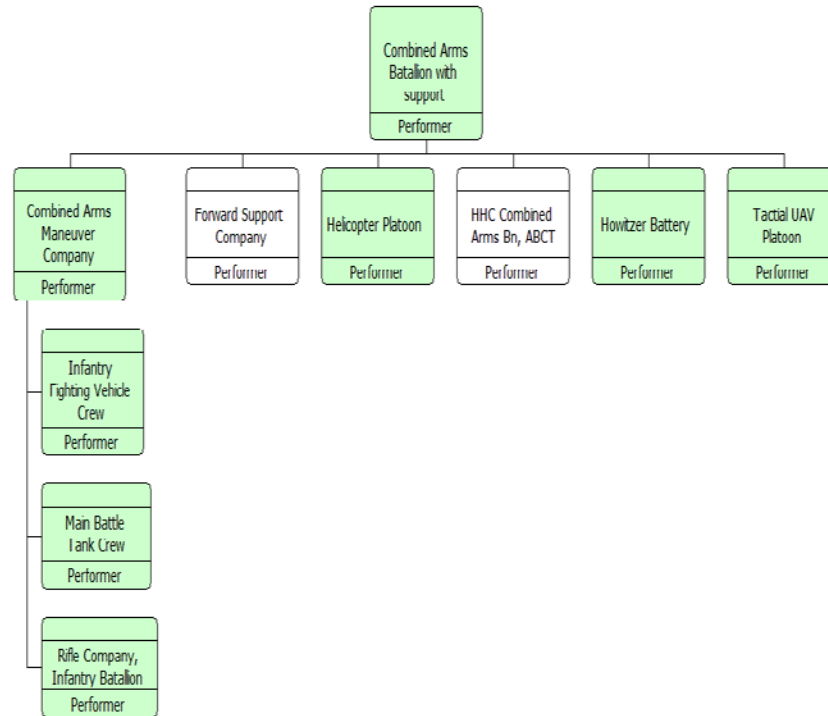 Combined Arms
Batallion with
support
Performer
Combined Arms
Maneuver
Company
Performer
Forward Support
Company
Performer
Helicopter Platoon
Performer
HHC Combined
Arms Bn, ABCT
Performer
Howitzer Battery
Performer
Tactial UAV
Platoon
Performer
Infantry
Fighting Vehicle
Crew
Performer
Main Battle
Tank Crew
Performer
Rifle Company,
Infantry Batallion
Performer